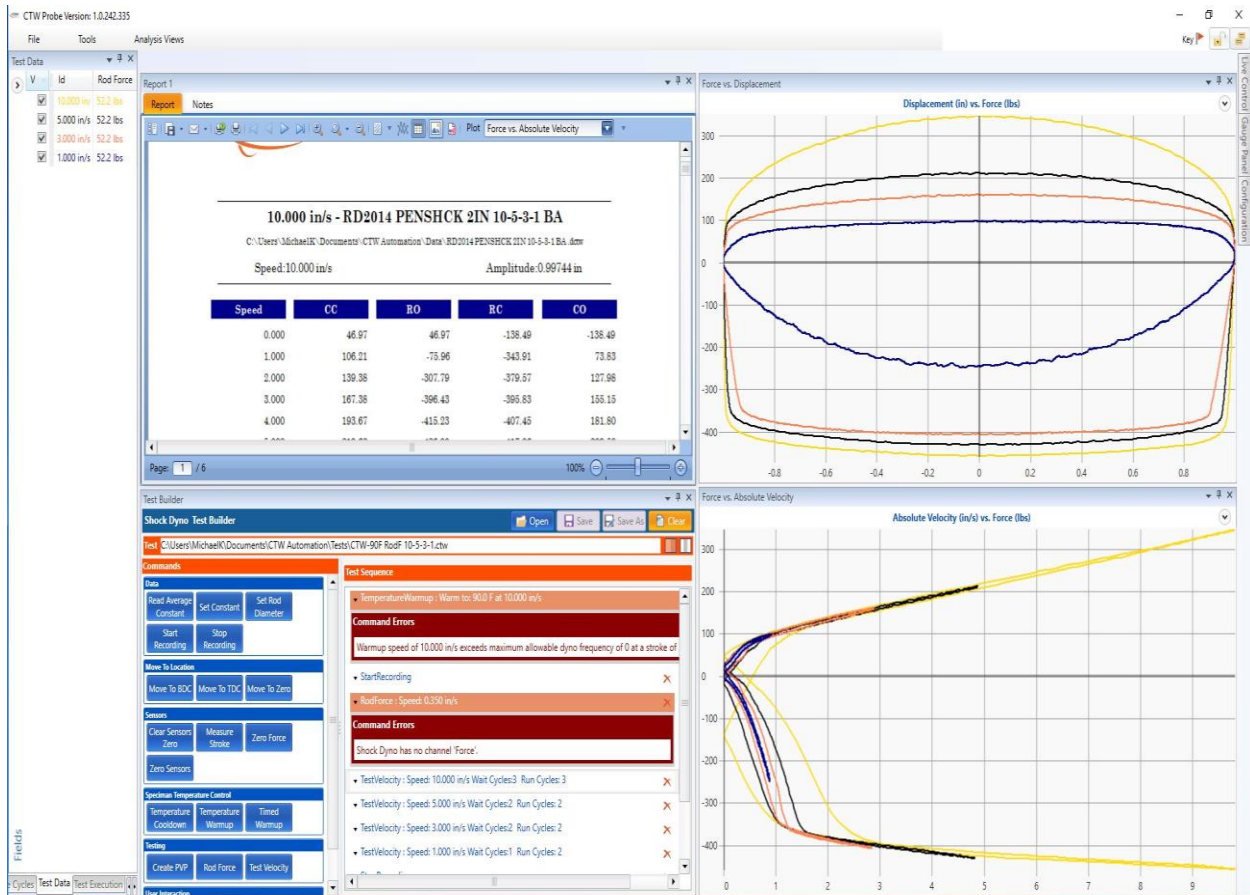 CTW Probe Version: 1.0.242.335
File Tools Analysis Views
Key
Test Data
V Id Rod Force
10.000 in/s 52.2 lbs
5.000 in/s 52.2 lbs
3.000 in/s 52.2 lbs
1.000 in/s 52.2 lbs
Fields
Cycles Test Data Test Execution
Report 1
Report Notes
Plot Force vs. Absolute Velocity
10.000 in/s - RD2014 PENSHCK 2IN 10-5-3-1 BA
C:\Users\MichaelK\Documents\CTW Automation\Data\RD2014 PENSHCK 2IN 10-5-3-1 BA.dctw
Speed:10.000 in/s Amplitude:0.99744 in
Speed CC RO RC CO
0.000 46.97 46.97 -138.49 -138.49
1.000 106.21 -75.96 -343.91 73.83
2.000 139.38 -307.79 -379.57 127.98
3.000 167.38 -396.43 -395.83 155.15
4.000 193.67 -415.23 -407.45 181.80
Page: 1 / 6 100%
Test Builder
Shock Dyno Test Builder Open Save Save As Clear
Test C:\Users\MichaelK\Documents\CTW Automation\Tests\CTW-90F RodF 10-5-3-1.ctw
Commands
Data
Read Average Constant
Set Constant
Set Rod Diameter
Start Recording
Stop Recording
Move To Location
Move To BDC Move To TDC Move To Zero
Sensors
Clear Sensors Zero
Measure Stroke
Zero Force
Zero Sensors
Speciman Temperature Control
Temperature Cooldown
Temperature Warmup
Timed Warmup
Testing
Create PVP Rod Force Test Velocity
User Interaction
Test Sequence
TemperatureWarmup : Warm to: 90.0 F at 10.000 in/s
Command Errors
Warmup speed of 10.000 in/s exceeds maximum allowable dyno frequency of 0 at a stroke of
StartRecording
RodForce : Speed: 0.350 in/s
Command Errors
Shock Dyno has no channel 'Force'.
TestVelocity : Speed: 10.000 in/s Wait Cycles:3 Run Cycles: 3
TestVelocity : Speed: 5.000 in/s Wait Cycles:2 Run Cycles: 2
TestVelocity : Speed: 3.000 in/s Wait Cycles:2 Run Cycles: 2
TestVelocity : Speed: 1.000 in/s Wait Cycles:1 Run Cycles: 2
Force vs. Displacement
Displacement (in) vs. Force (lbs)
300
200
100
0
-100
-200
-300
-400
-0.8 -0.6 -0.4 -0.2 0 0.2 0.4 0.6 0.8
Force vs. Absolute Velocity
Absolute Velocity (in/s) vs. Force (lbs)
300
200
100
0
-100
-200
-300
-400
0 1 2 3 4 5 6 7 8 9
Live Control
Gauge Panel
Configuration